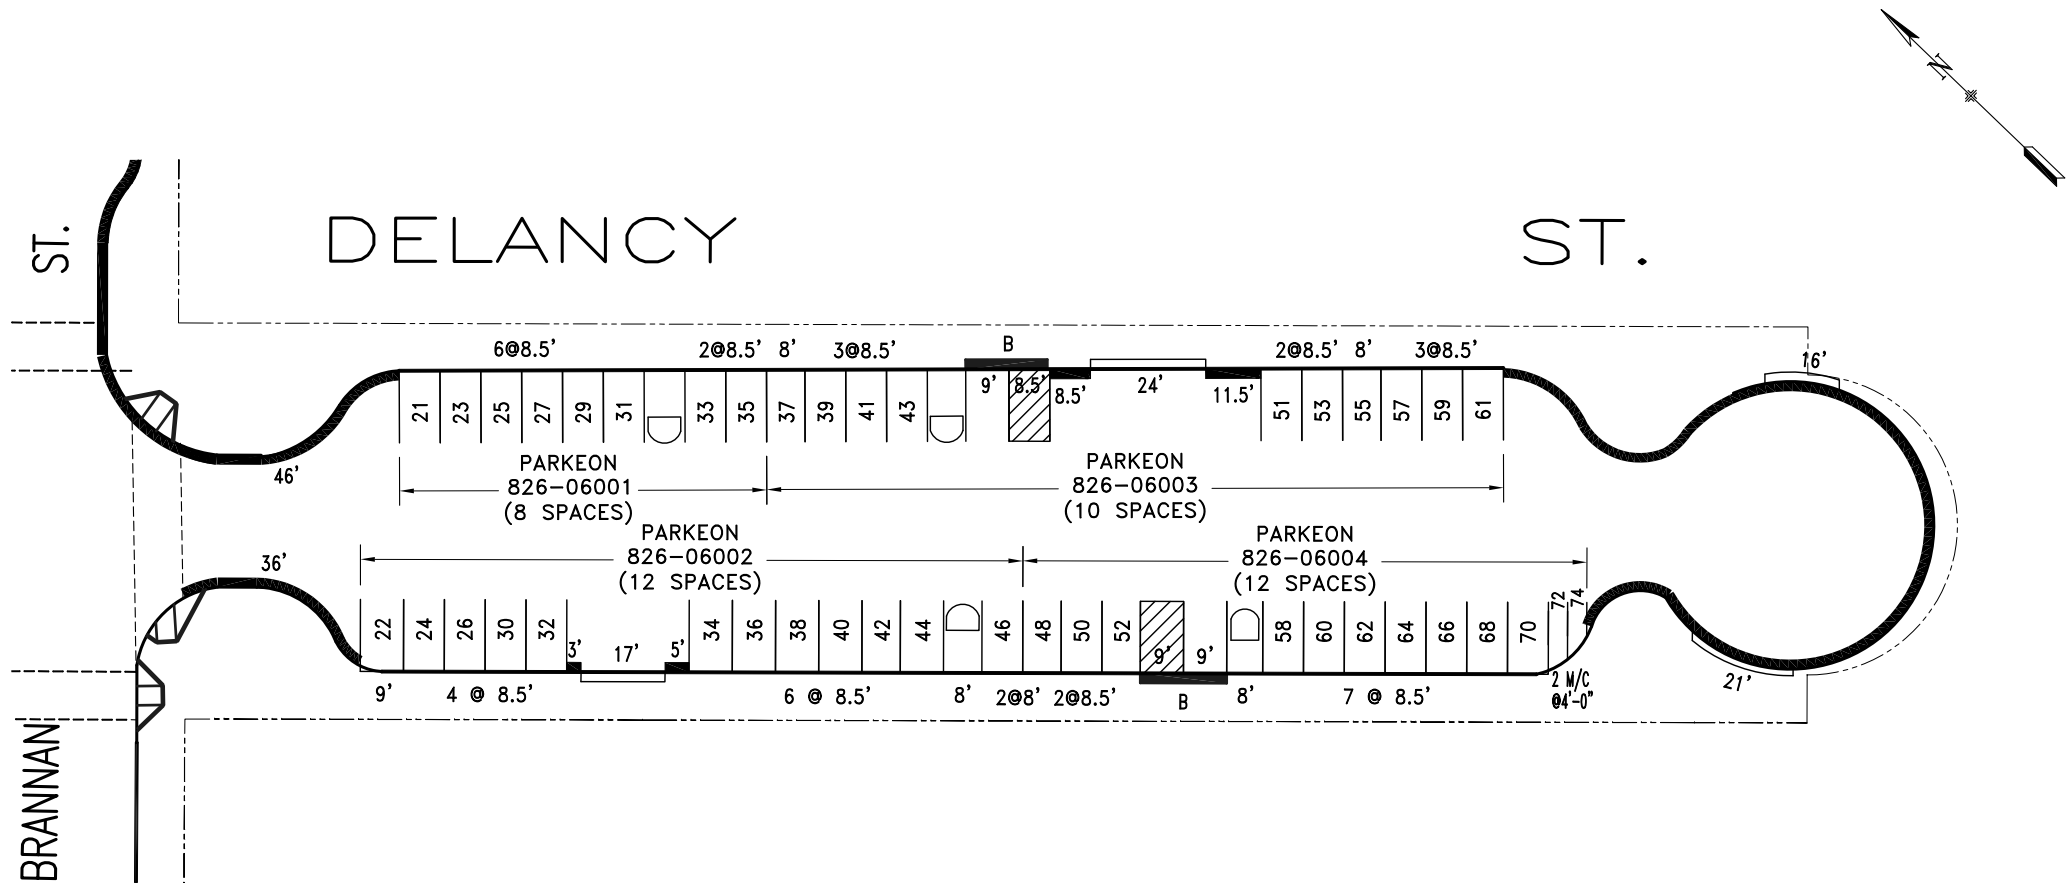 N
ST.
DELANCY ST.
6@8.5' 2@8.5' 8' 3@8.5' B 2@8.5' 8' 3@8.5' 16'
9' 8.5' 8.5' 24' 11.5'
21 23 25 27 29 31 33 35 37 39 41 43 51 53 55 57 59 61
46'
PARKEON
826-06001
(8 SPACES)
PARKEON
826-06003
(10 SPACES)
PARKEON
826-06002
(12 SPACES)
PARKEON
826-06004
(12 SPACES)
36'
22 24 26 30 32 34 36 38 40 42 44 46 48 50 52 58 60 62 64 66 68 70 72 74
3' 17' 5' 9' 9'
9' 4 @ 8.5' 6 @ 8.5' 8' 2@8' 2@8.5' B 8' 7 @ 8.5'
2 M/C
@4'-0"
21'
BRANNAN